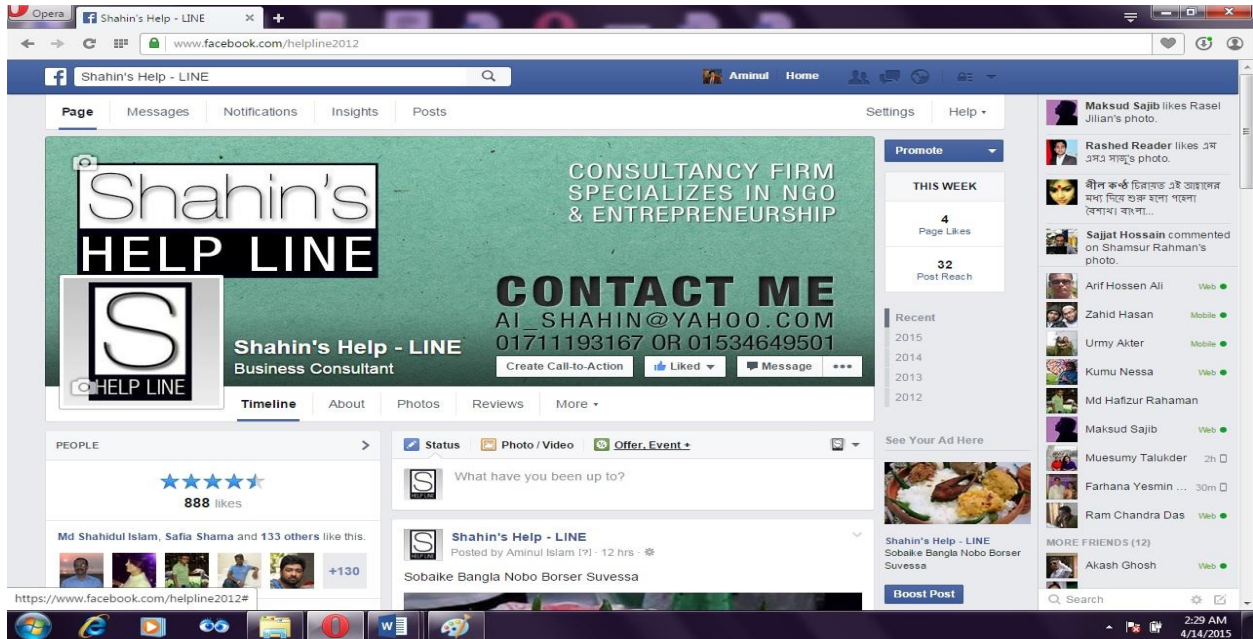 Opera
Shahin's Help - LINE
www.facebook.com/helpline2012
Shahin's Help - LINE
Aminul Home
Page Messages Notifications Insights Posts Settings Help
Shahin's
HELP LINE
CONSULTANCY FIRM
SPECIALIZES IN NGO
& ENTREPRENEURSHIP
CONTACT ME
AI_SHAHIN@YAHOO.COM
01711193167 OR 01534649501
S
HELP LINE
Shahin's Help - LINE
Business Consultant
Create Call-to-Action Liked Message
Timeline About Photos Reviews More
Promote
THIS WEEK
4
Page Likes
32
Post Reach
Recent
2015
2014
2013
2012
See Your Ad Here
Shahin's Help - LINE
Sobaike Bangla Nobo Borser
Suvessa
Boost Post
PEOPLE
888 likes
Md Shahidul Islam, Safia Shama and 133 others like this.
+130
https://www.facebook.com/helpline2012#
Status Photo / Video Offer, Event +
What have you been up to?
Shahin's Help - LINE
Posted by Aminul Islam [?] · 12 hrs ·
Sobaike Bangla Nobo Borser Suvessa
Maksud Sajib likes Rasel
Jilian's photo.
Rashed Reader likes এম
এসএ সাজু's photo.
নীল কণ্ঠ চিরায়ত এই আহ্বানের
মধ্য দিয়ে শুরু হলো পহেলা
বৈশাখ। বাংলা...
Sajjat Hossain commented
on Shamsur Rahman's
photo.
Arif Hossen Ali Web
Zahid Hasan Mobile
Urmy Akter Mobile
Kumu Nessa Web
Md Hafizur Rahaman
Maksud Sajib Web
Muesumy Talukder 2h
Farhana Yesmin ... 30m
Ram Chandra Das Web
MORE FRIENDS (12)
Akash Ghosh Web
Search
2:29 AM
4/14/2015